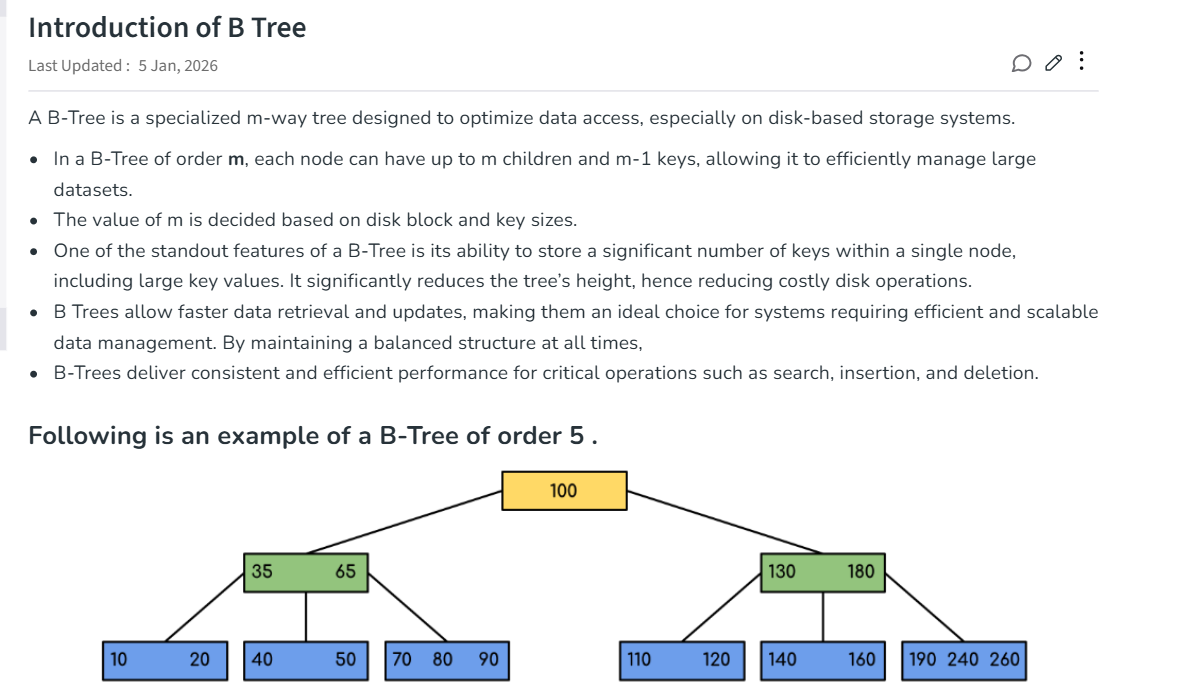 Introduction of B Tree
Last Updated : 5 Jan, 2026
A B-Tree is a specialized m-way tree designed to optimize data access, especially on disk-based storage systems.
In a B-Tree of order m, each node can have up to m children and m-1 keys, allowing it to efficiently manage large
datasets.
The value of m is decided based on disk block and key sizes.
One of the standout features of a B-Tree is its ability to store a significant number of keys within a single node,
including large key values. It significantly reduces the tree’s height, hence reducing costly disk operations.
B Trees allow faster data retrieval and updates, making them an ideal choice for systems requiring efficient and scalable
data management. By maintaining a balanced structure at all times,
B-Trees deliver consistent and efficient performance for critical operations such as search, insertion, and deletion.
Following is an example of a B-Tree of order 5 .
100
35 65 130 180
10 20 40 50 70 80 90 110 120 140 160 190 240 260